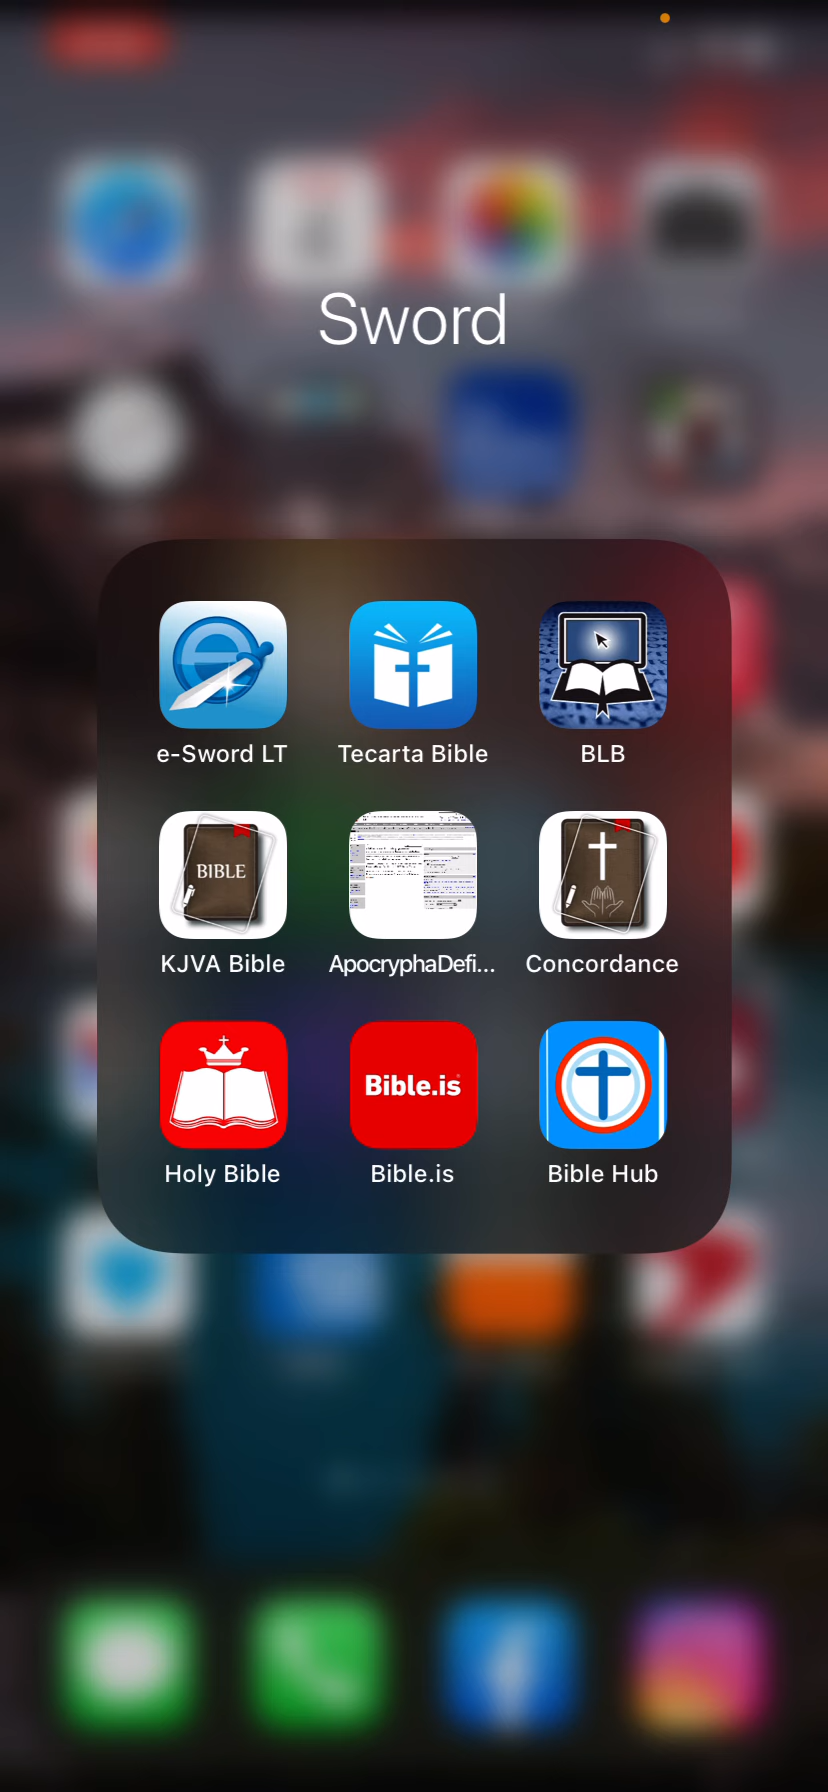 Sword
e-Sword LT
Tecarta Bible
BLB
BIBLE
KJVA Bible
ApocryphaDefi...
Concordance
Bible.is
Holy Bible
Bible.is
Bible Hub